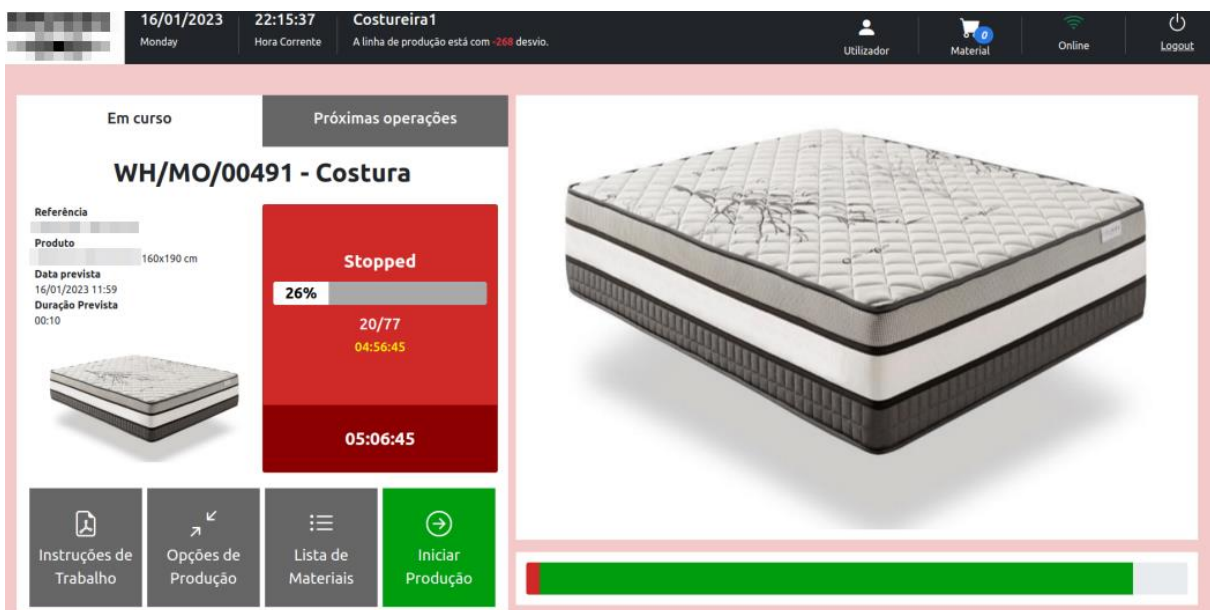 16/01/2023
Monday
22:15:37
Hora Corrente
Costureira1
A linha de produção está com -268 desvio.
Utilizador
0
Material
Online
Logout
Em curso
Próximas operações
WH/MO/00491 - Costura
Referência
Produto
160x190 cm
Data prevista
16/01/2023 11:59
Duração Prevista
00:10
Stopped
26%
20/77
04:56:45
05:06:45
Instruções de
Trabalho
Opções de
Produção
Lista de
Materiais
Iniciar
Produção